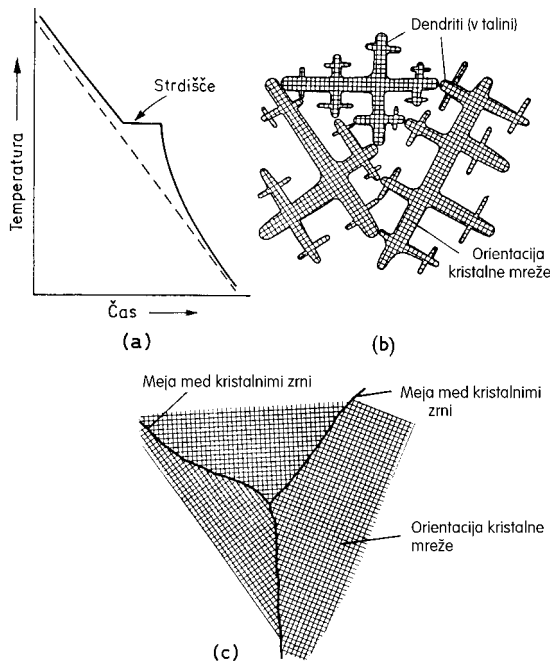 (a)
Temperatura
Strdišče
Čas
(a)
Dendriti (v talini)
(b)
Orientacija
kristalne mreže
(b)
Meja med kristalnimi zrni
Meja med kristalnimi
zrni
Orientacija kristalne
mreže
(c)